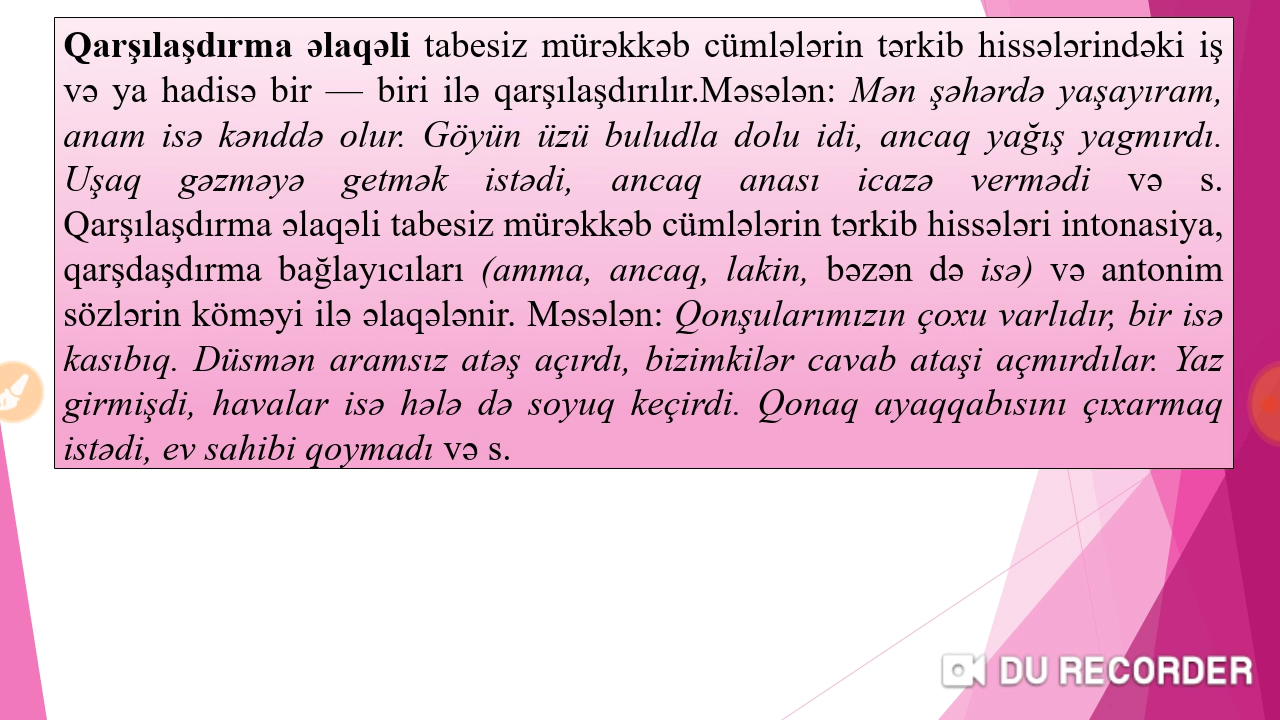 Qarşılaşdırma əlaqəli tabesiz mürəkkəb cümlələrin tərkib hissələrindəki iş
və ya hadisə bir — biri ilə qarşılaşdırılır.Məsələn: Mən şəhərdə yaşayıram,
anam isə kənddə olur. Göyün üzü buludla dolu idi, ancaq yağış yagmırdı.
Uşaq gəzməyə getmək istədi, ancaq anası icazə vermədi və s.
Qarşılaşdırma əlaqəli tabesiz mürəkkəb cümlələrin tərkib hissələri intonasiya,
qarşdaşdırma bağlayıcıları (amma, ancaq, lakin, bəzən də isə) və antonim
sözlərin köməyi ilə əlaqələnir. Məsələn: Qonşularımızın çoxu varlıdır, bir isə
kasıbıq. Düsmən aramsız atəş açırdı, bizimkilər cavab ataşi açmırdılar. Yaz
girmişdi, havalar isə hələ də soyuq keçirdi. Qonaq ayaqqabısını çıxarmaq
istədi, ev sahibi qoymadı və s.
DU RECORDER